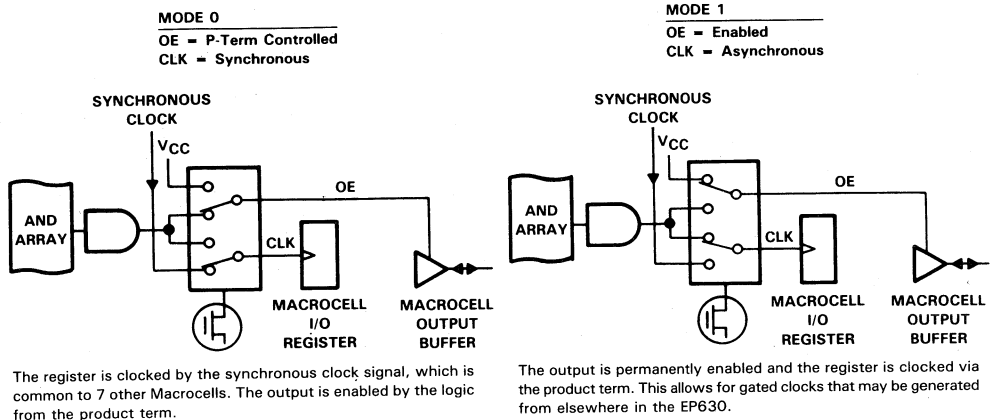 MODE 0
OE = P-Term Controlled
CLK = Synchronous
SYNCHRONOUS
CLOCK
VCC
AND
ARRAY
OE
CLK
MACROCELL
I/O
REGISTER
MACROCELL
OUTPUT
BUFFER
The register is clocked by the synchronous clock signal, which is
common to 7 other Macrocells. The output is enabled by the logic
from the product term.
MODE 1
OE = Enabled
CLK = Asynchronous
SYNCHRONOUS
CLOCK
VCC
AND
ARRAY
OE
CLK
MACROCELL
I/O
REGISTER
MACROCELL
OUTPUT
BUFFER
The output is permanently enabled and the register is clocked via
the product term. This allows for gated clocks that may be generated
from elsewhere in the EP630.